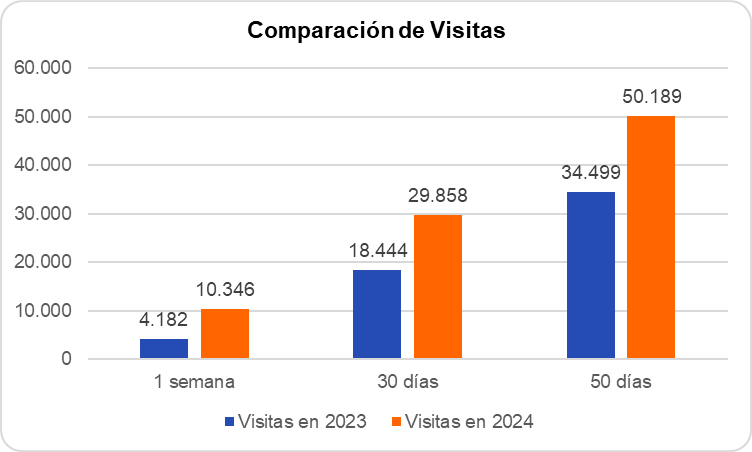 Comparación de Visitas
60.000
50.000
40.000
30.000
20.000
10.000
0
4.182
10.346
18.444
29.858
34.499
50.189
1 semana
30 días
50 días
Visitas en 2023
Visitas en 2024